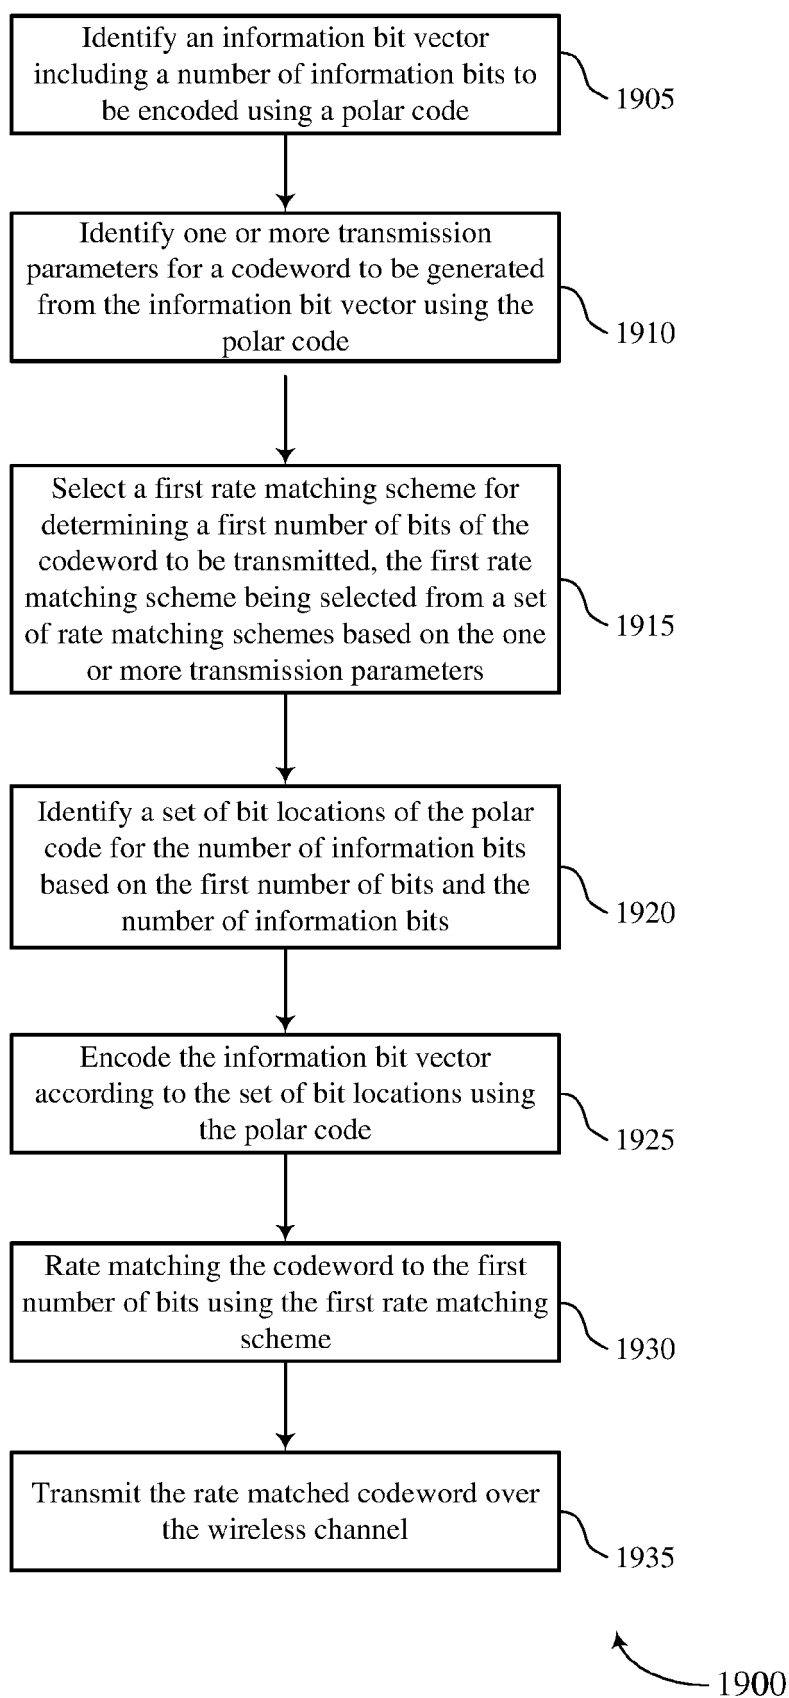 Identify an information bit vector
including a number of information bits to
be encoded using a polar code
1905
Identify one or more transmission
parameters for a codeword to be generated
from the information bit vector using the
polar code
1910
Select a first rate matching scheme for
determining a first number of bits of the
codeword to be transmitted, the first rate
matching scheme being selected from a set
of rate matching schemes based on the one
or more transmission parameters
1915
Identify a set of bit locations of the polar
code for the number of information bits
based on the first number of bits and the
number of information bits
1920
Encode the information bit vector
according to the set of bit locations using
the polar code
1925
Rate matching the codeword to the first
number of bits using the first rate matching
scheme
1930
Transmit the rate matched codeword over
the wireless channel
1935
1900